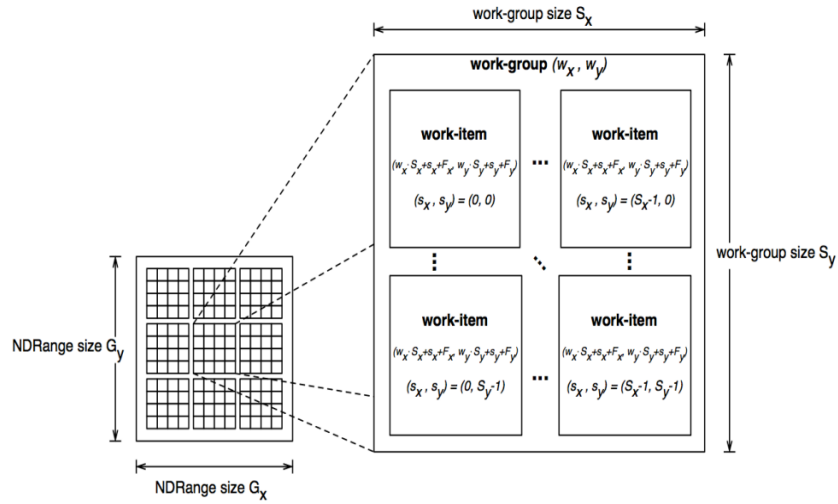 work-group size Sx
work-group (wx , wy)
work-item work-item
(wx·Sx+sx+Fx, wy·Sy+sy+Fy) ... (wx·Sx+sx+Fx, wy·Sy+sy+Fy)
(sx , sy) = (0, 0) (sx , sy) = (Sx-1, 0)
work-group size Sy
work-item work-item
NDRange size Gy
(wx·Sx+sx+Fx, wy·Sy+sy+Fy) ... (wx·Sx+sx+Fx, wy·Sy+sy+Fy)
(sx , sy) = (0, Sy-1) (sx , sy) = (Sx-1, Sy-1)
NDRange size Gx